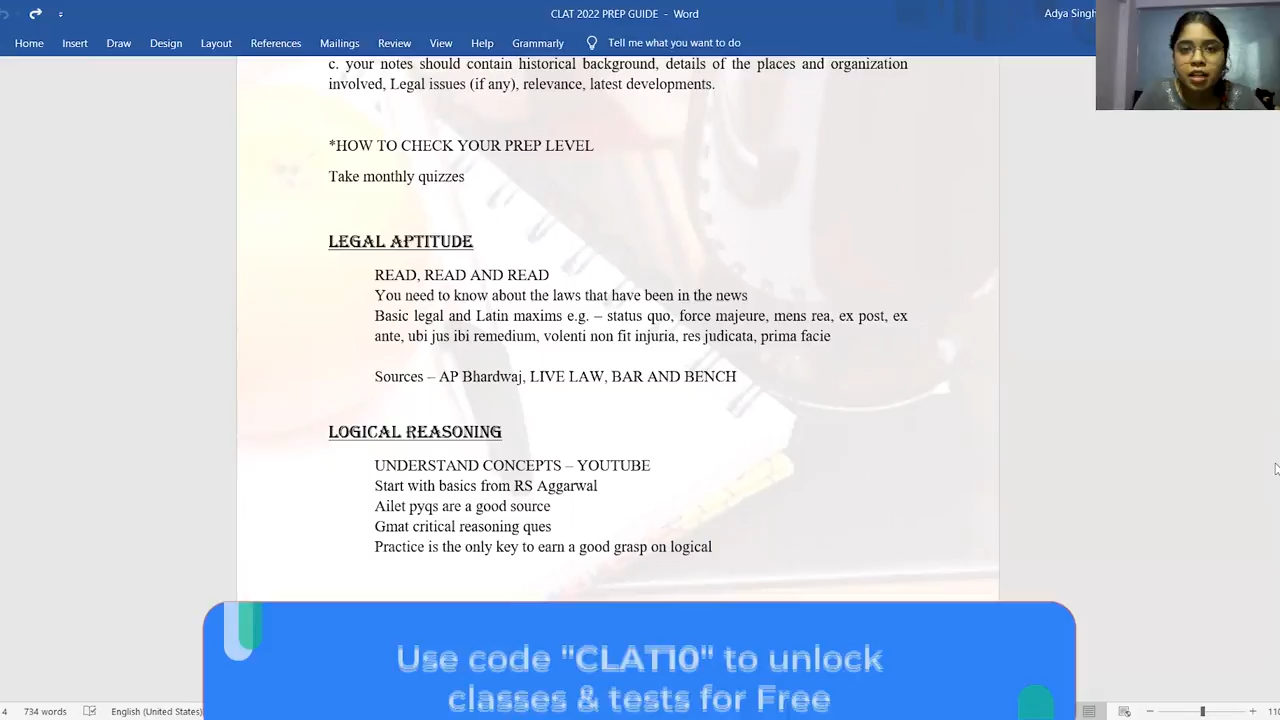 CLAT 2022 PREP GUIDE - Word
Adya Singh
Home Insert Draw Design Layout References Mailings Review View Help Grammarly Tell me what you want to do
c. your notes should contain historical background, details of the places and organization
involved, Legal issues (if any), relevance, latest developments.
*HOW TO CHECK YOUR PREP LEVEL
Take monthly quizzes
LEGAL APTITUDE
READ, READ AND READ
You need to know about the laws that have been in the news
Basic legal and Latin maxims e.g. – status quo, force majeure, mens rea, ex post, ex
ante, ubi jus ibi remedium, volenti non fit injuria, res judicata, prima facie
Sources – AP Bhardwaj, LIVE LAW, BAR AND BENCH
LOGICAL REASONING
UNDERSTAND CONCEPTS – YOUTUBE
Start with basics from RS Aggarwal
Ailet pyqs are a good source
Gmat critical reasoning ques
Practice is the only key to earn a good grasp on logical
Use code "CLAT10" to unlock
classes & tests for Free
4 734 words English (United States) 110